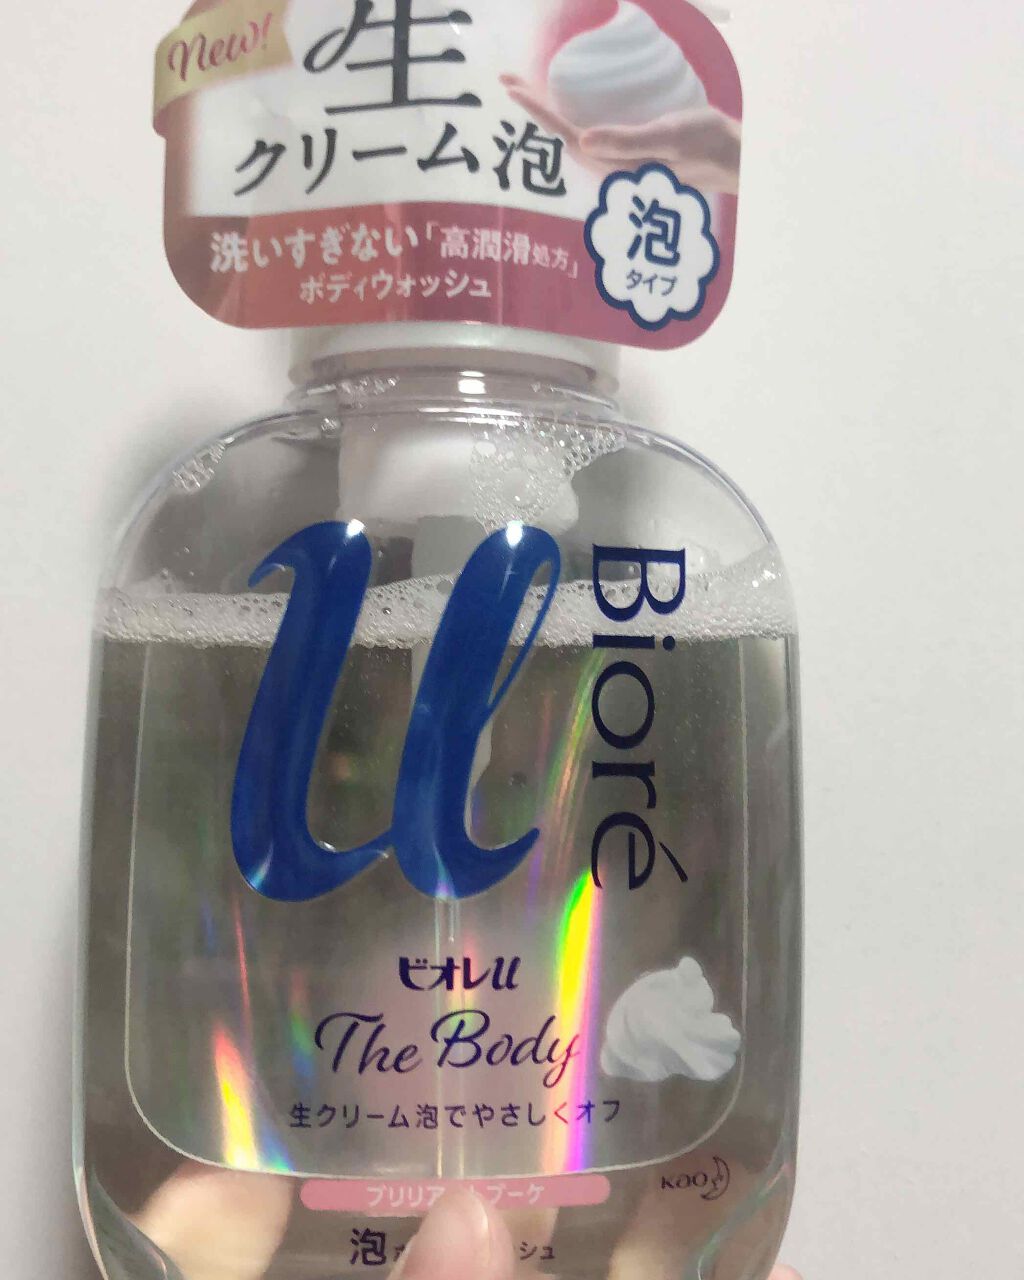 New!
生
クリーム泡
洗いすぎない「高潤滑処方」
ボディウォッシュ
泡
タイプ
u
Bioré
ビオレu
The Body
生クリーム泡でやさしくオフ
Kao
泡